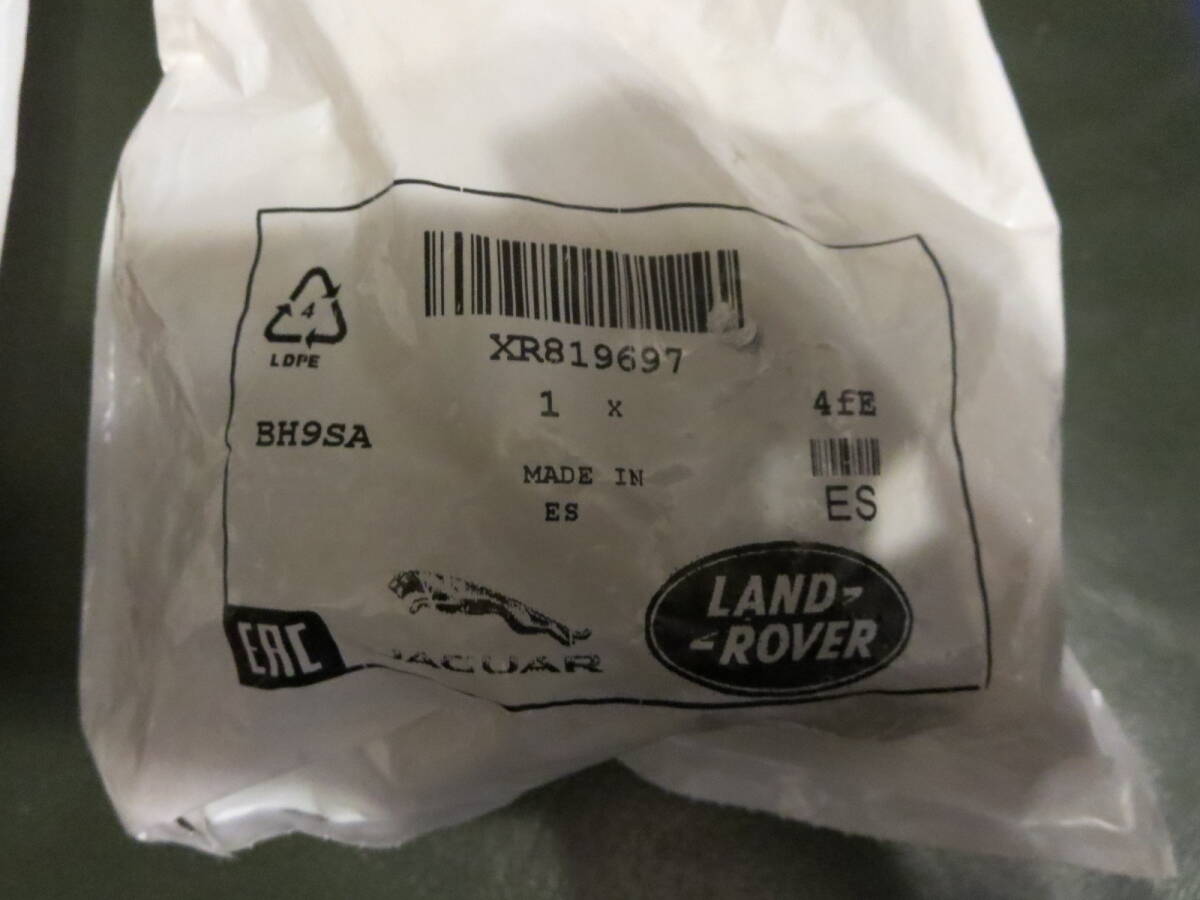 4
LDPE
XR819697
1 x
4fE
BH9SA
MADE IN
ES
ES
EAC
JAGUAR
LAND-
-ROVER